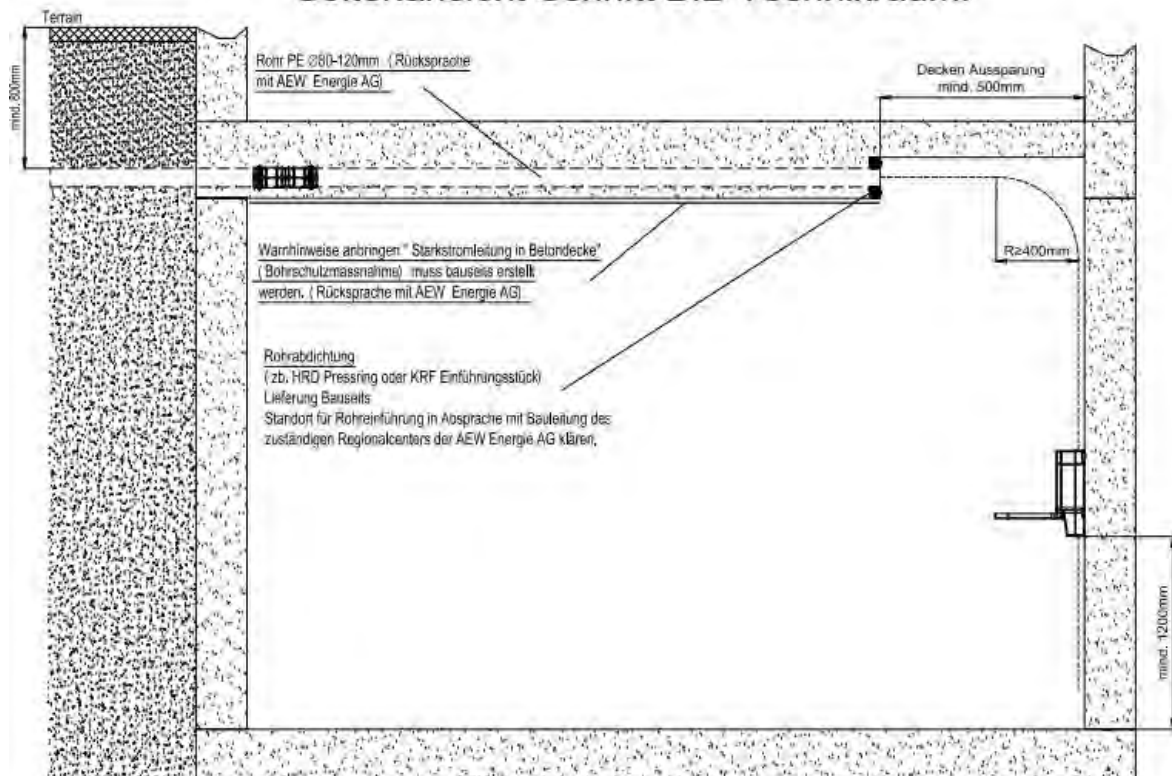 Terrain
mind. 600mm
Rohr PE Ø80-120mm (Rücksprache
mit AEW Energie AG)
Decken Aussparung
mind. 500mm
R≥400mm
Warnhinweise anbringen " Starkstromleitung in Betondecke"
(Bohrschutzmassnahme) muss bauseits erstellt
werden. (Rücksprache mit AEW Energie AG)
Rohrabdichtung
(zb. HRD Pressring oder KRF Einführungsstück)
Lieferung Bauseits
Standort für Rohreinführung in Absprache mit Bauleitung des
zuständigen Regionalcenters der AEW Energie AG klären.
mind. 1200mm